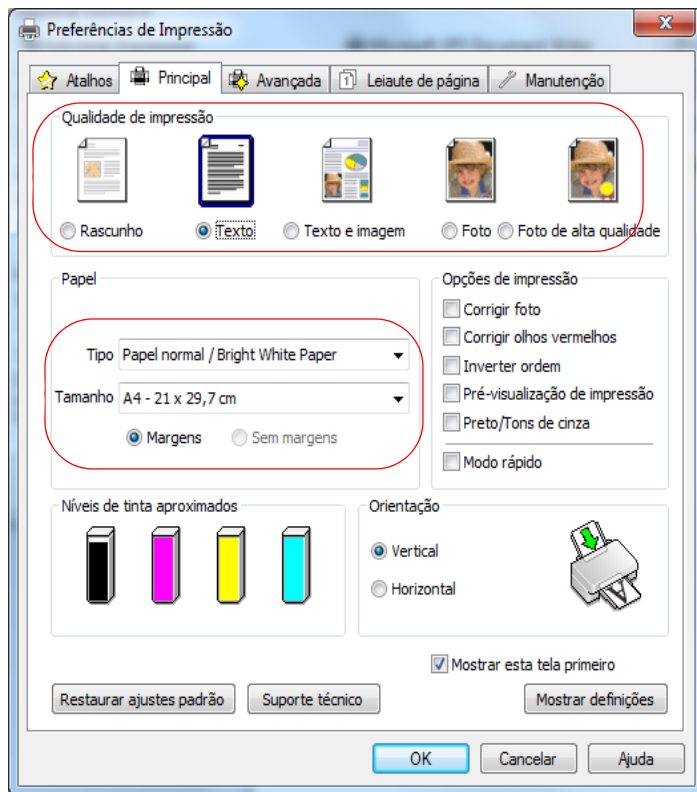 Preferências de Impressão
Atalhos Principal Avançada 1 Leiaute de página Manutenção
Qualidade de impressão
Rascunho Texto Texto e imagem Foto Foto de alta qualidade
Papel
Tipo Papel normal / Bright White Paper
Tamanho A4 - 21 x 29,7 cm
Margens Sem margens
Opções de impressão
Corrigir foto
Corrigir olhos vermelhos
Inverter ordem
Pré-visualização de impressão
Preto/Tons de cinza
Modo rápido
Níveis de tinta aproximados
Orientação
Vertical
Horizontal
Mostrar esta tela primeiro
Restaurar ajustes padrão Suporte técnico Mostrar definições
OK Cancelar Ajuda